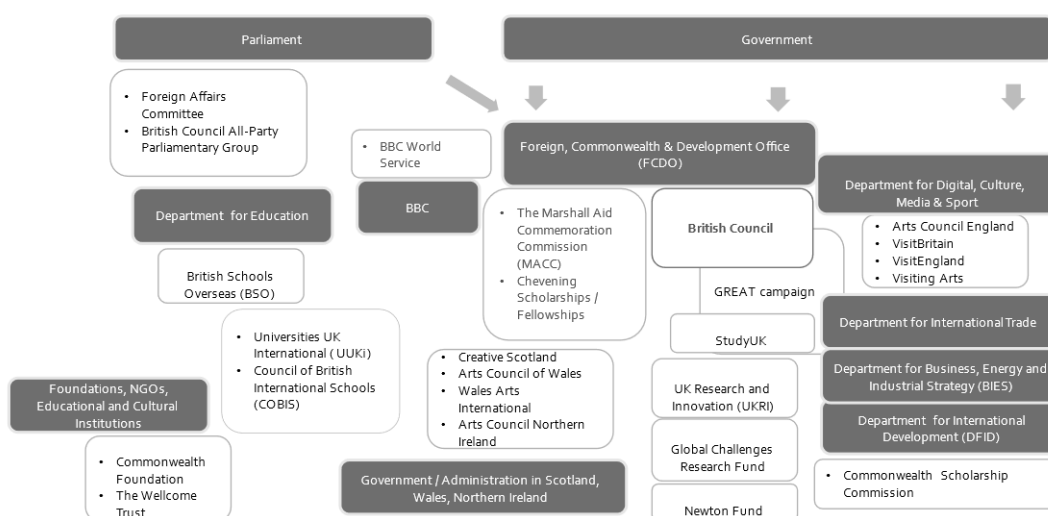 Parliament
Government
• Foreign Affairs
Committee
• British Council All-Party
Parliamentary Group
• BBC World
Service
BBC
Foreign, Commonwealth & Development Office
(FCDO)
Department for Digital, Culture,
Media & Sport
• Arts Council England
• VisitBritain
• VisitEngland
• Visiting Arts
Department for Education
British Schools
Overseas (BSO)
• The Marshall Aid
Commemoration
Commission
(MACC)
• Chevening
Scholarships /
Fellowships
British Council
GREAT campaign
StudyUK
Department for International Trade
Department for Business, Energy and
Industrial Strategy (BIES)
Department for International
Development (DFID)
• Commonwealth Scholarship
Commission
• Universities UK
International (UUKi)
• Council of British
International Schools
(COBIS)
• Creative Scotland
• Arts Council of Wales
• Wales Arts
International
• Arts Council Northern
Ireland
UK Research and
Innovation (UKRI)
Global Challenges
Research Fund
Newton Fund
Foundations, NGOs,
Educational and Cultural
Institutions
• Commonwealth
Foundation
• The Wellcome
Trust
Government / Administration in Scotland,
Wales, Northern Ireland